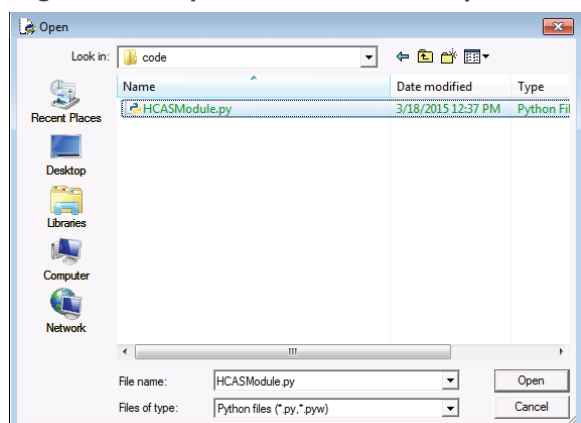 Open
Look in:
code
Name
Date modified
Type
HCASModule.py
3/18/2015 12:37 PM
Python Fil
Recent Places
Desktop
Libraries
Computer
Network
File name:
HCASModule.py
Open
Files of type:
Python files (*.py,*.pyw)
Cancel